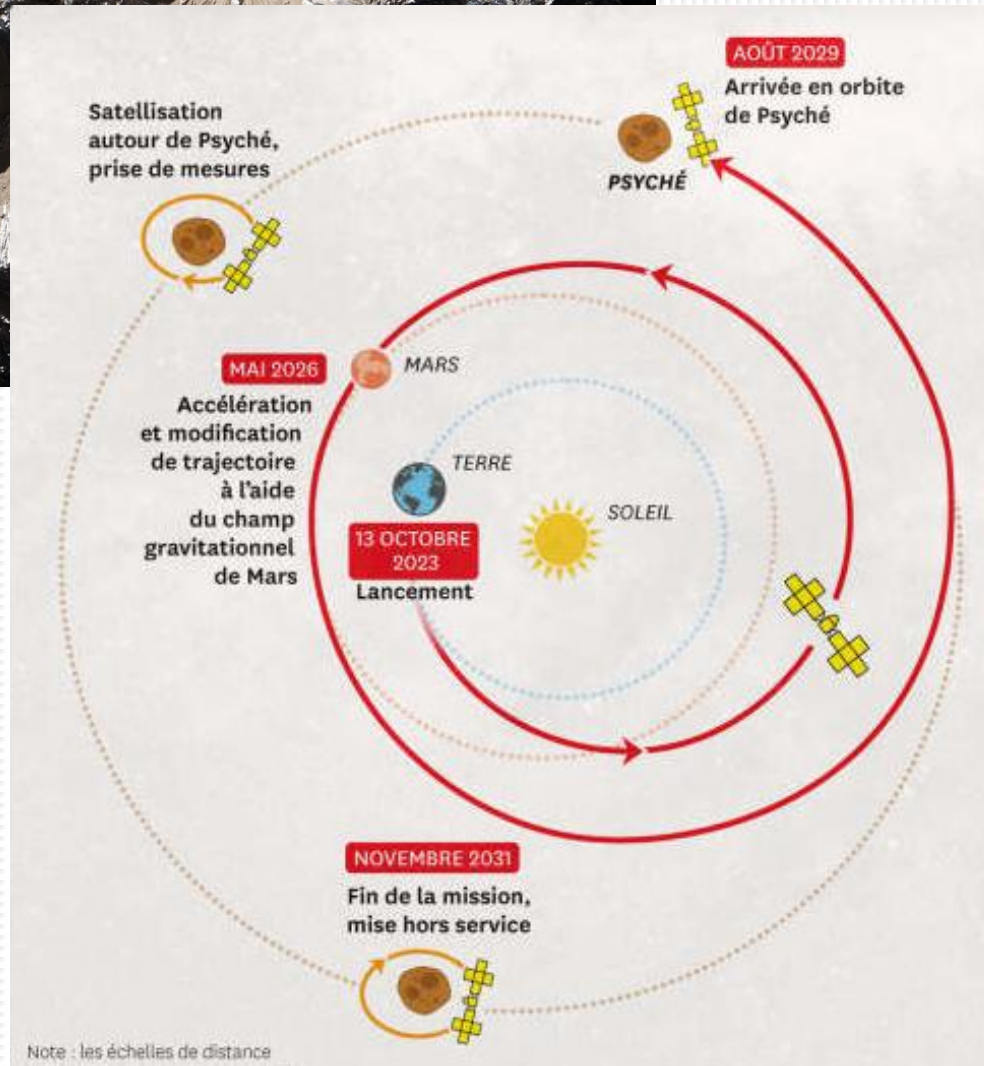 AOÛT 2029
Arrivée en orbite
de Psyché
PSYCHÉ
Satellisation
autour de Psyché,
prise de mesures
MAI 2026
Accélération
et modification
de trajectoire
à l'aide
du champ
gravitationnel
de Mars
MARS
TERRE
SOLEIL
13 OCTOBRE
2023
Lancement
NOVEMBRE 2031
Fin de la mission,
mise hors service
Note : les échelles de distance